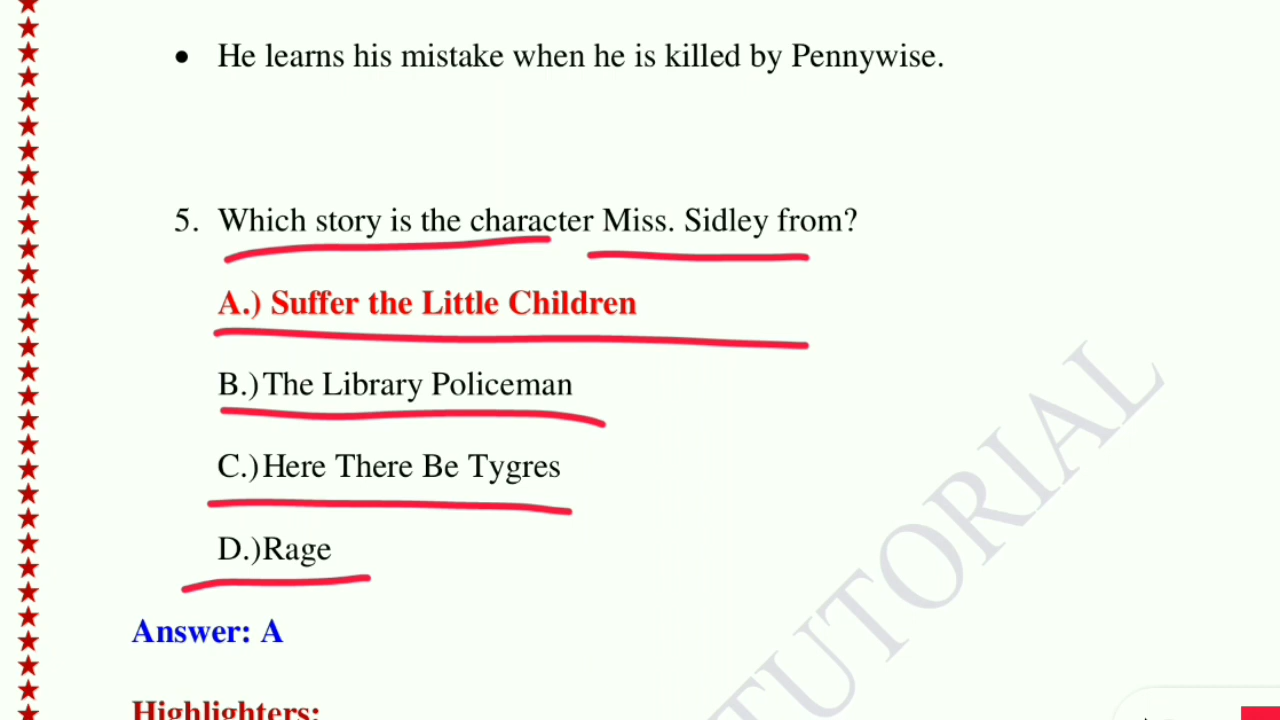 • He learns his mistake when he is killed by Pennywise.
5. Which story is the character Miss. Sidley from?
A.) Suffer the Little Children
B.) The Library Policeman
C.) Here There Be Tygres
D.) Rage
Answer: A
Highlighters:
TUTORIAL